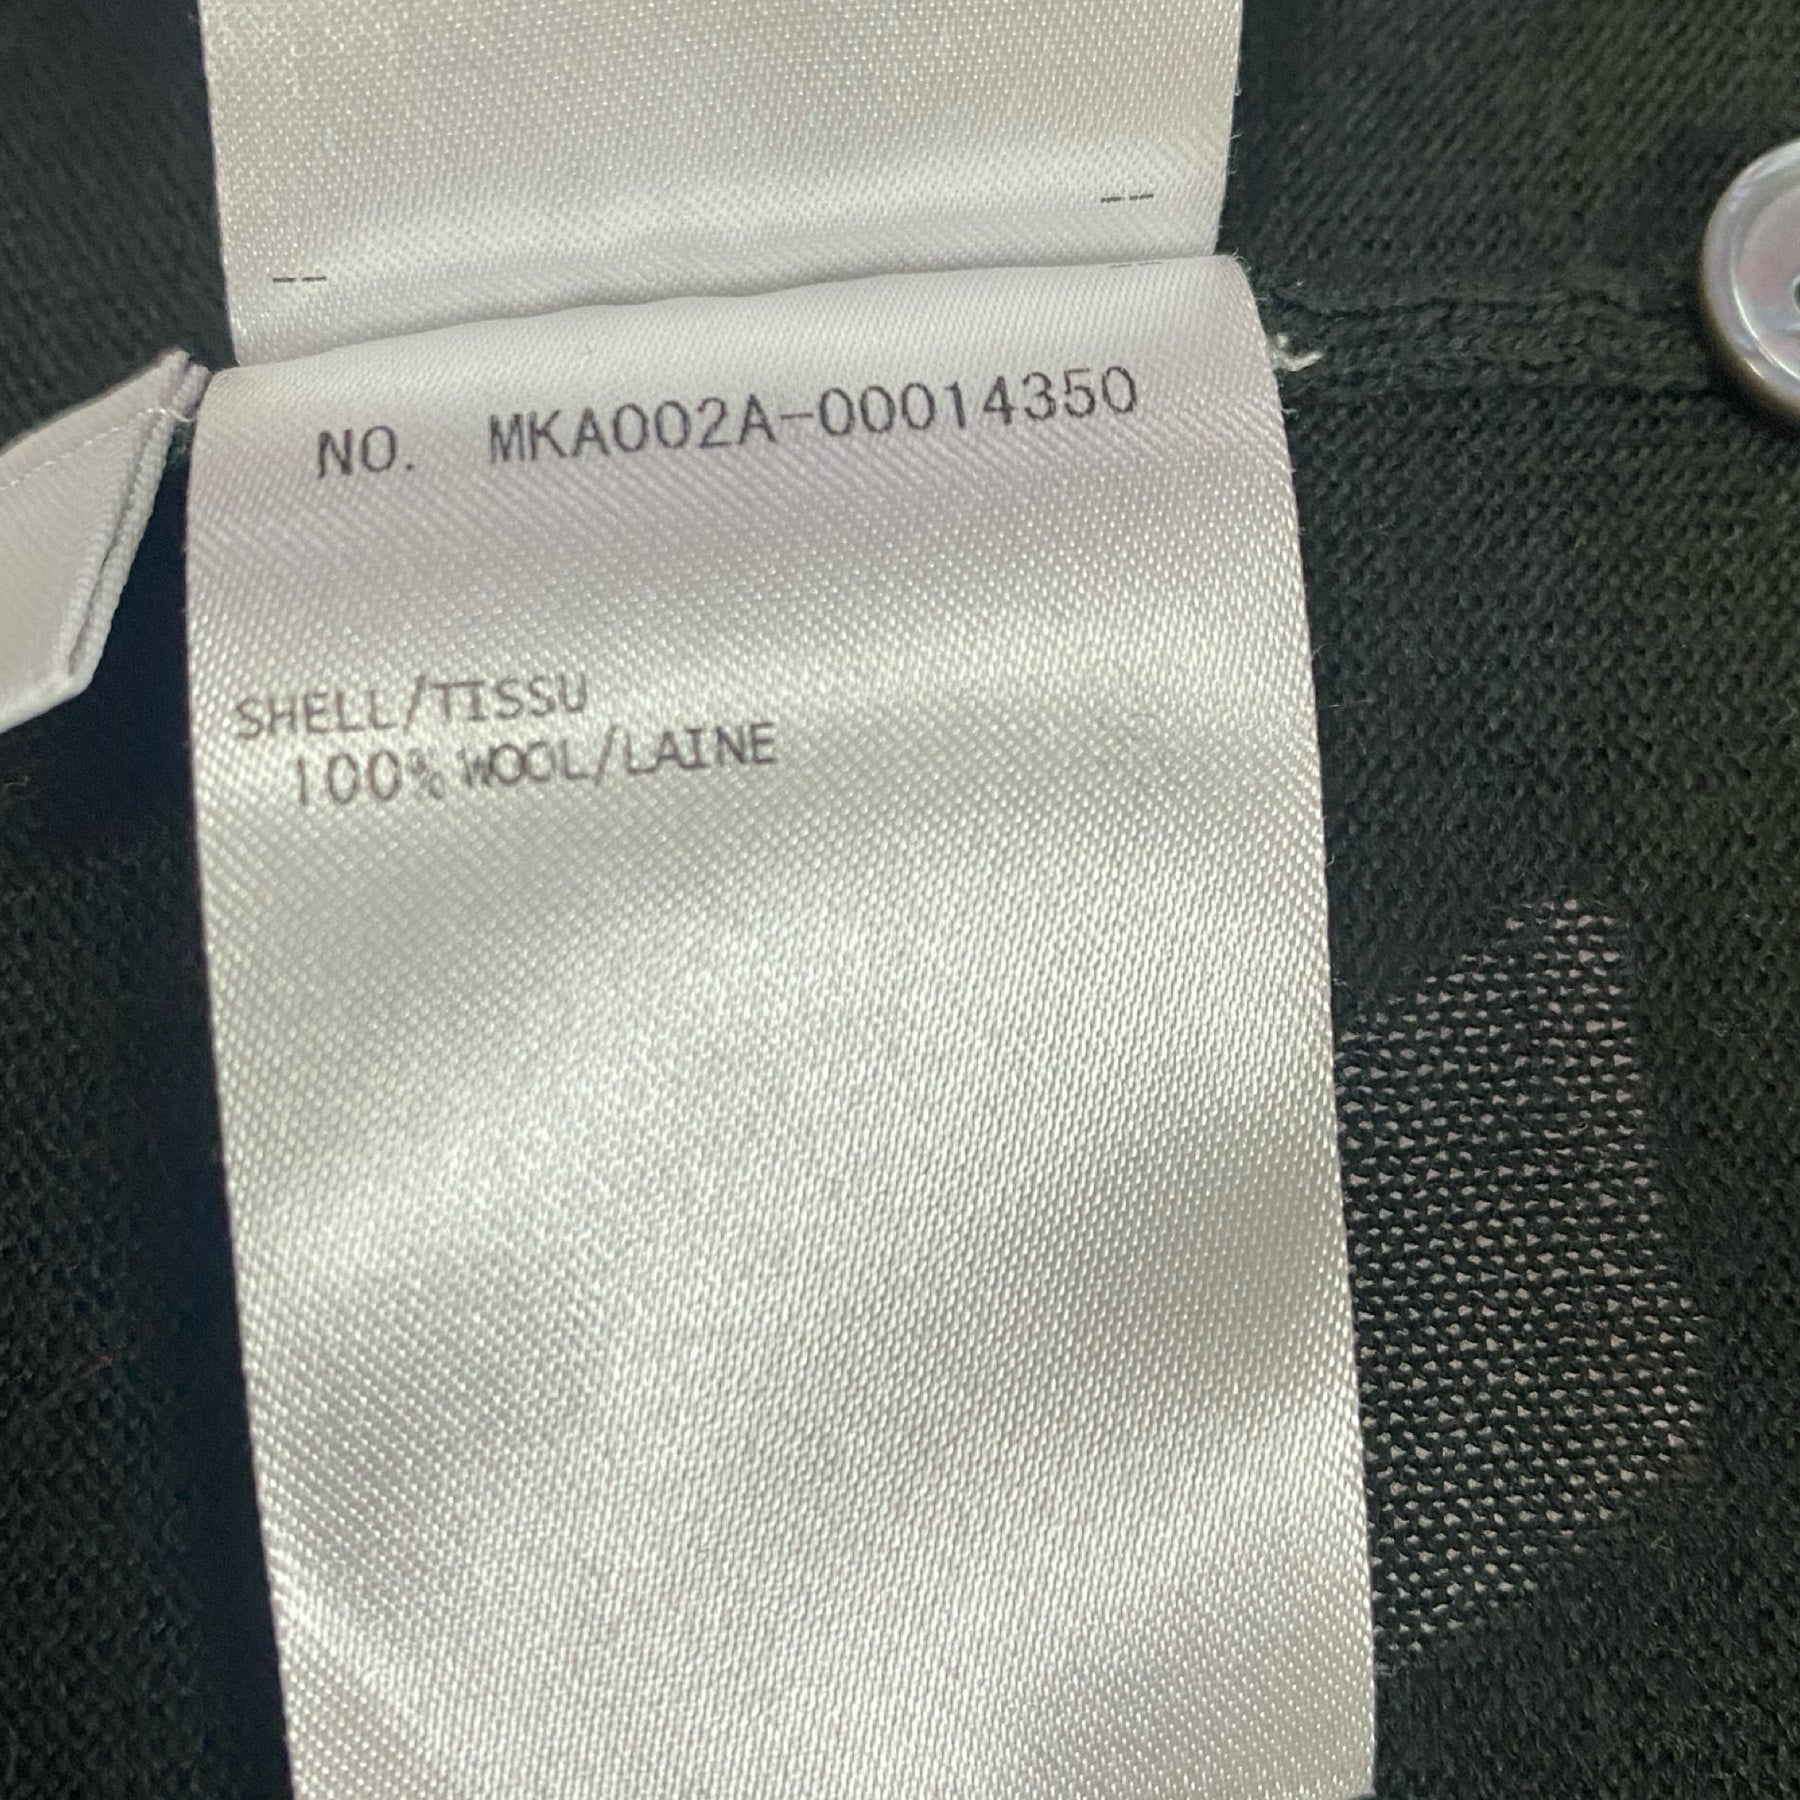 NO. MKA002A-00014350
SHELL/TISSU
100% WOOL/LAINE